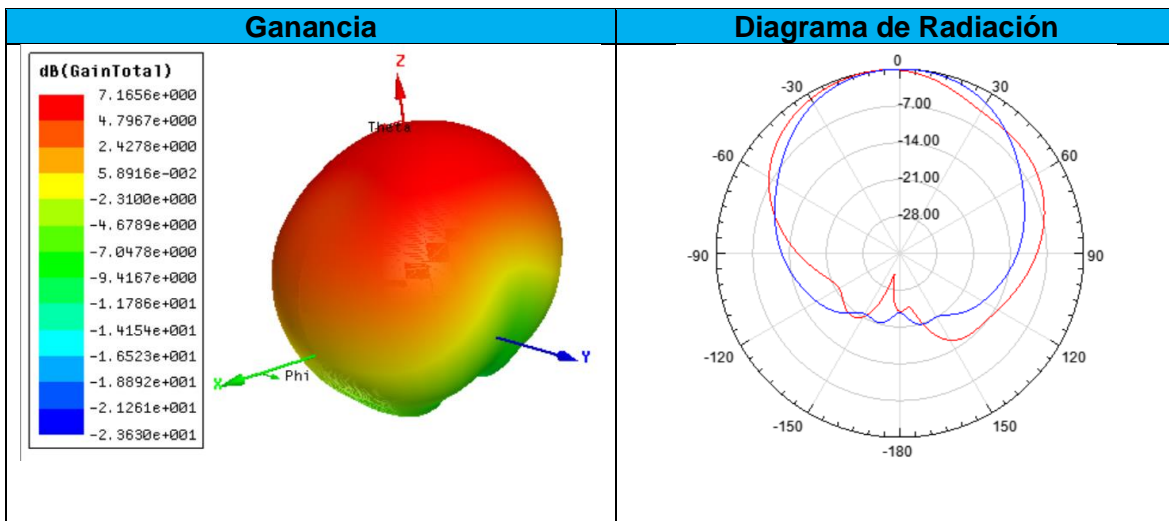 Ganancia
Diagrama de Radiación
dB(GainTotal)
7.1656e+000
4.7967e+000
2.4278e+000
5.8916e-002
-2.3100e+000
-4.6789e+000
-7.0478e+000
-9.4167e+000
-1.1786e+001
-1.4154e+001
-1.6523e+001
-1.8892e+001
-2.1261e+001
-2.3630e+001
Z
Theta
X
Phi
Y
0
-30
30
-7.00
-14.00
-60
60
-21.00
-28.00
-90
90
-120
120
-150
150
-180